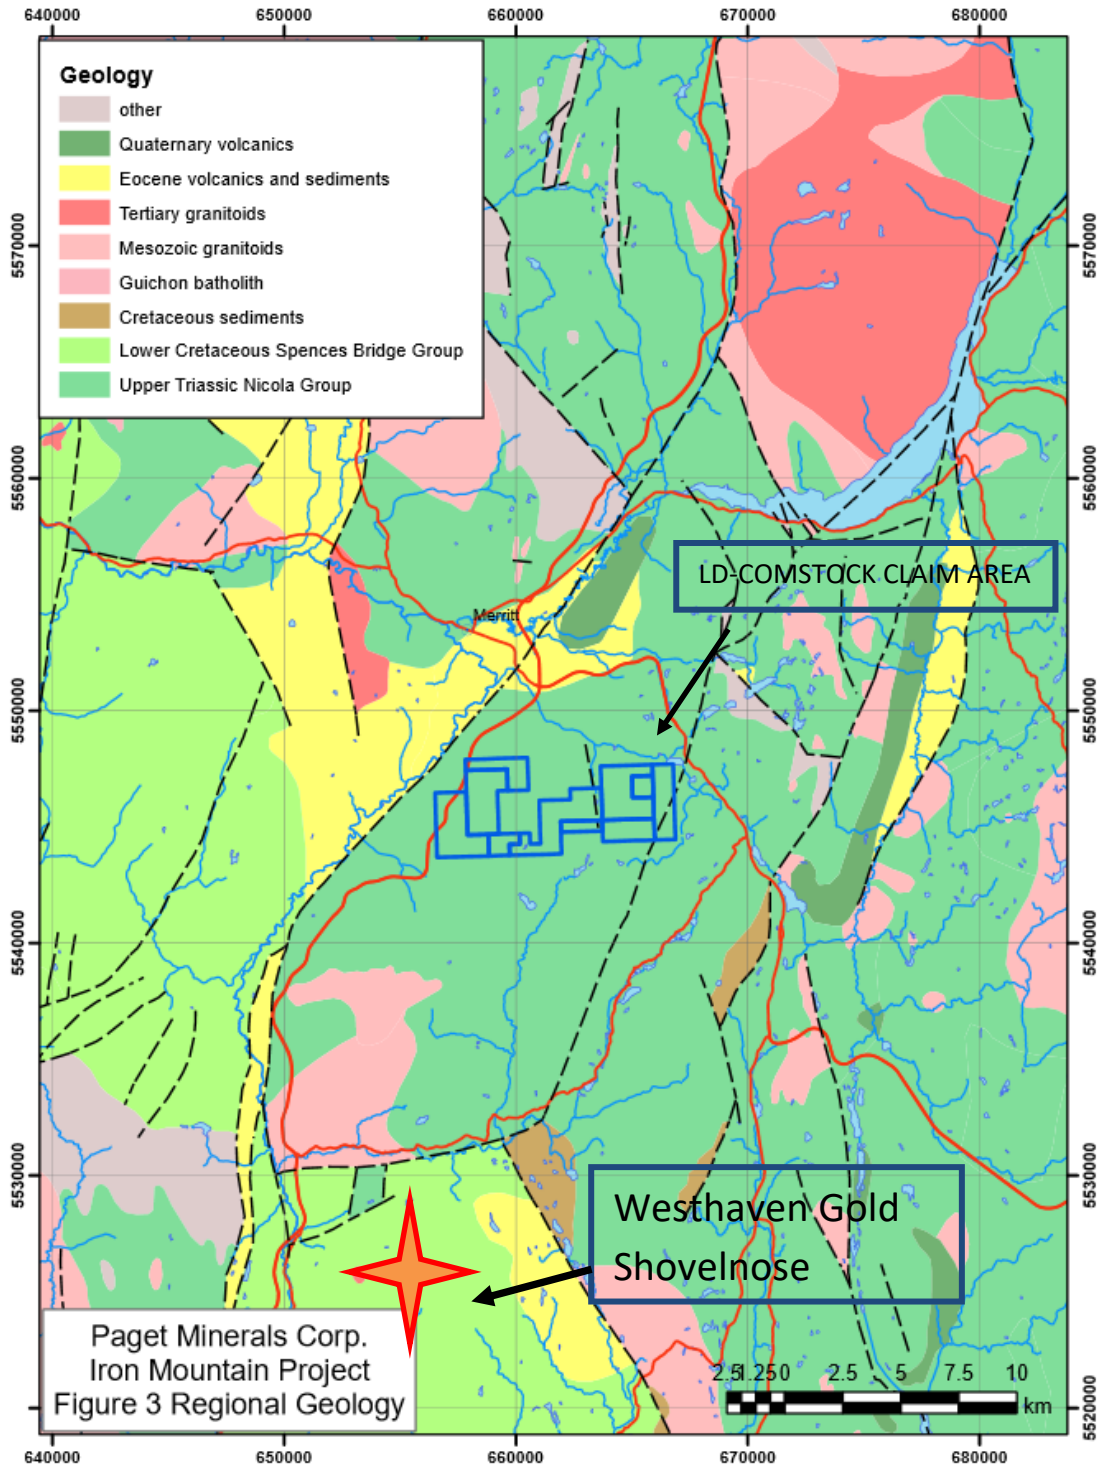 640000 650000 660000 670000 680000
Geology
other
Quaternary volcanics
Eocene volcanics and sediments
Tertiary granitoids
Mesozoic granitoids
Guichon batholith
Cretaceous sediments
Lower Cretaceous Spences Bridge Group
Upper Triassic Nicola Group
5570000 5570000
5560000 5560000
LD-COMSTOCK CLAIM AREA
Merritt
5550000 5550000
5540000 5540000
5530000 5530000
Westhaven Gold
Shovelnose
Paget Minerals Corp.
Iron Mountain Project
Figure 3 Regional Geology
2.5 1.25 0 2.5 5 7.5 10
km
5520000
640000 650000 660000 670000 680000